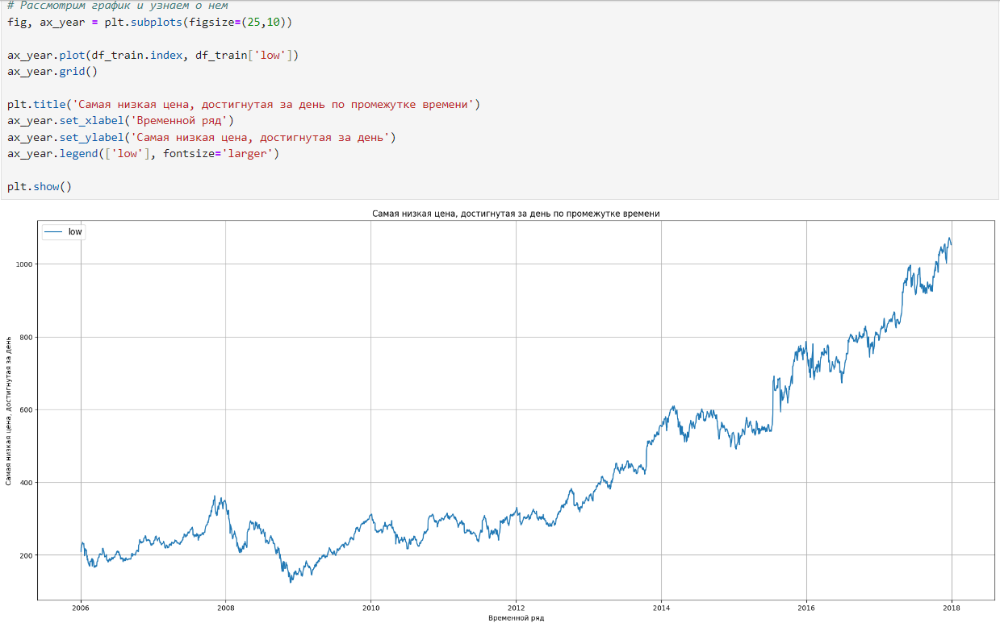 # Рассмотрим график и узнаем о нем
fig, ax_year = plt.subplots(figsize=(25,10))
ax_year.plot(df_train.index, df_train['low'])
ax_year.grid()
plt.title('Самая низкая цена, достигнутая за день по промежутке времени')
ax_year.set_xlabel('Временной ряд')
ax_year.set_ylabel('Самая низкая цена, достигнутая за день')
ax_year.legend(['low'], fontsize='larger')
plt.show()
Самая низкая цена, достигнутая за день по промежутке времени
low
1000
800
600
400
200
Самая низкая цена, достигнутая за день
2006 2008 2010 2012 2014 2016 2018
Временной ряд